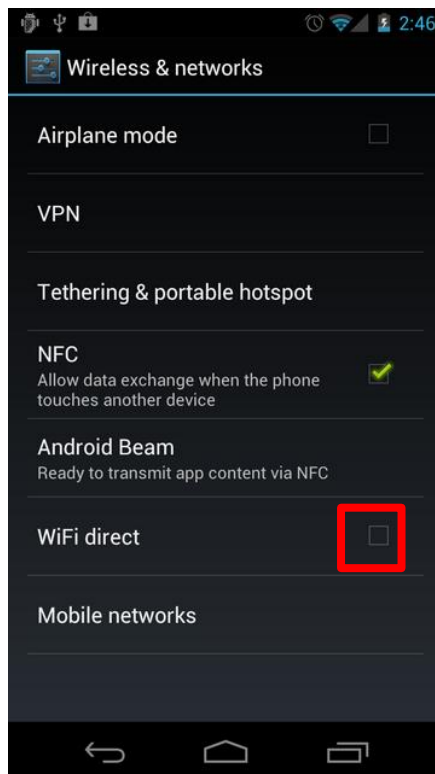 2:46
Wireless & networks
Airplane mode
VPN
Tethering & portable hotspot
NFC
Allow data exchange when the phone
touches another device
Android Beam
Ready to transmit app content via NFC
WiFi direct
Mobile networks